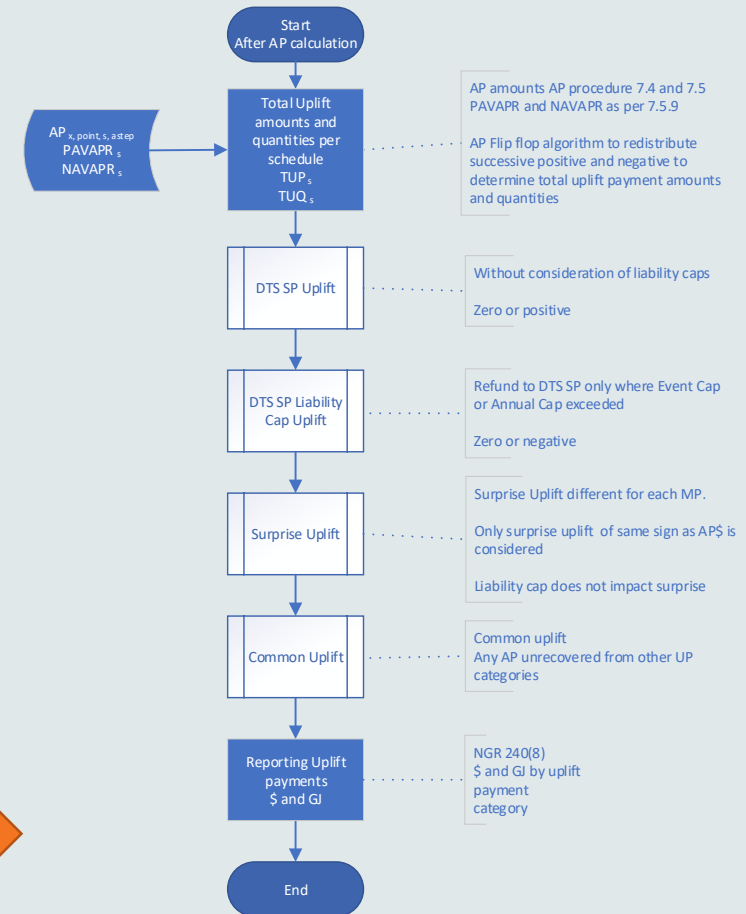 Start
After AP calculation
AP x, point, s, astep
PAVAPR s
NAVAPR s
Total Uplift
amounts and
quantities per
schedule
TUP s
TUQ s
AP amounts AP procedure 7.4 and 7.5
PAVAPR and NAVAPR as per 7.5.9
AP Flip flop algorithm to redistribute
successive positive and negative to
determine total uplift payment amounts
and quantities
DTS SP Uplift
Without consideration of liability caps
Zero or positive
DTS SP Liability
Cap Uplift
Refund to DTS SP only where Event Cap
or Annual Cap exceeded
Zero or negative
Surprise Uplift
Surprise Uplift different for each MP.
Only surprise uplift of same sign as AP$ is
considered
Liability cap does not impact surprise
Common Uplift
Common uplift
Any AP unrecovered from other UP
categories
Reporting Uplift
payments
$ and GJ
NGR 240(8)
$ and GJ by uplift
payment
category
End